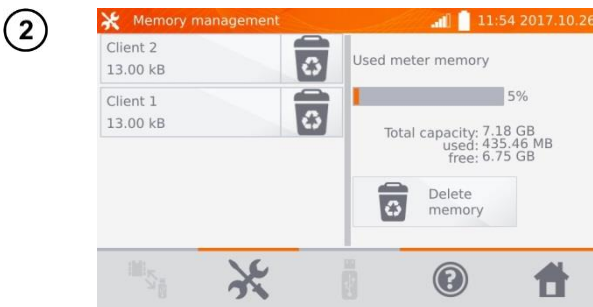 2
Memory management 11:54 2017.10.26
Client 2
13.00 kB
Client 1
13.00 kB
Used meter memory
5%
Total capacity: 7.18 GB
used: 435.46 MB
free: 6.75 GB
Delete
memory
?